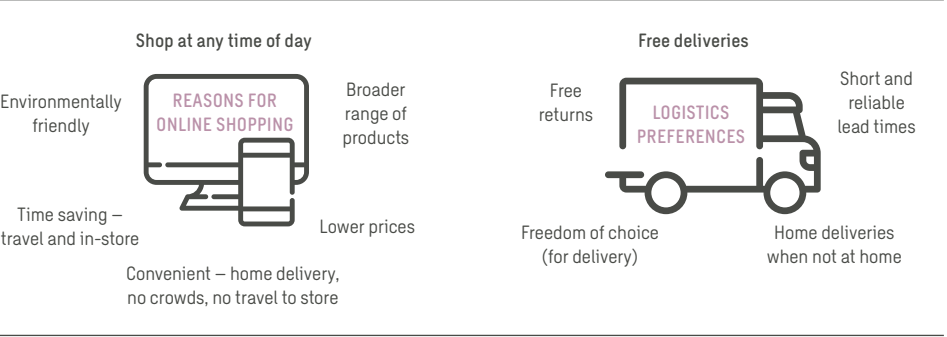 Shop at any time of day
Environmentally
friendly
REASONS FOR
ONLINE SHOPPING
Broader
range of
products
Time saving –
travel and in-store
Lower prices
Convenient – home delivery,
no crowds, no travel to store
Free deliveries
Free
returns
LOGISTICS
PREFERENCES
Short and
reliable
lead times
Freedom of choice
(for delivery)
Home deliveries
when not at home